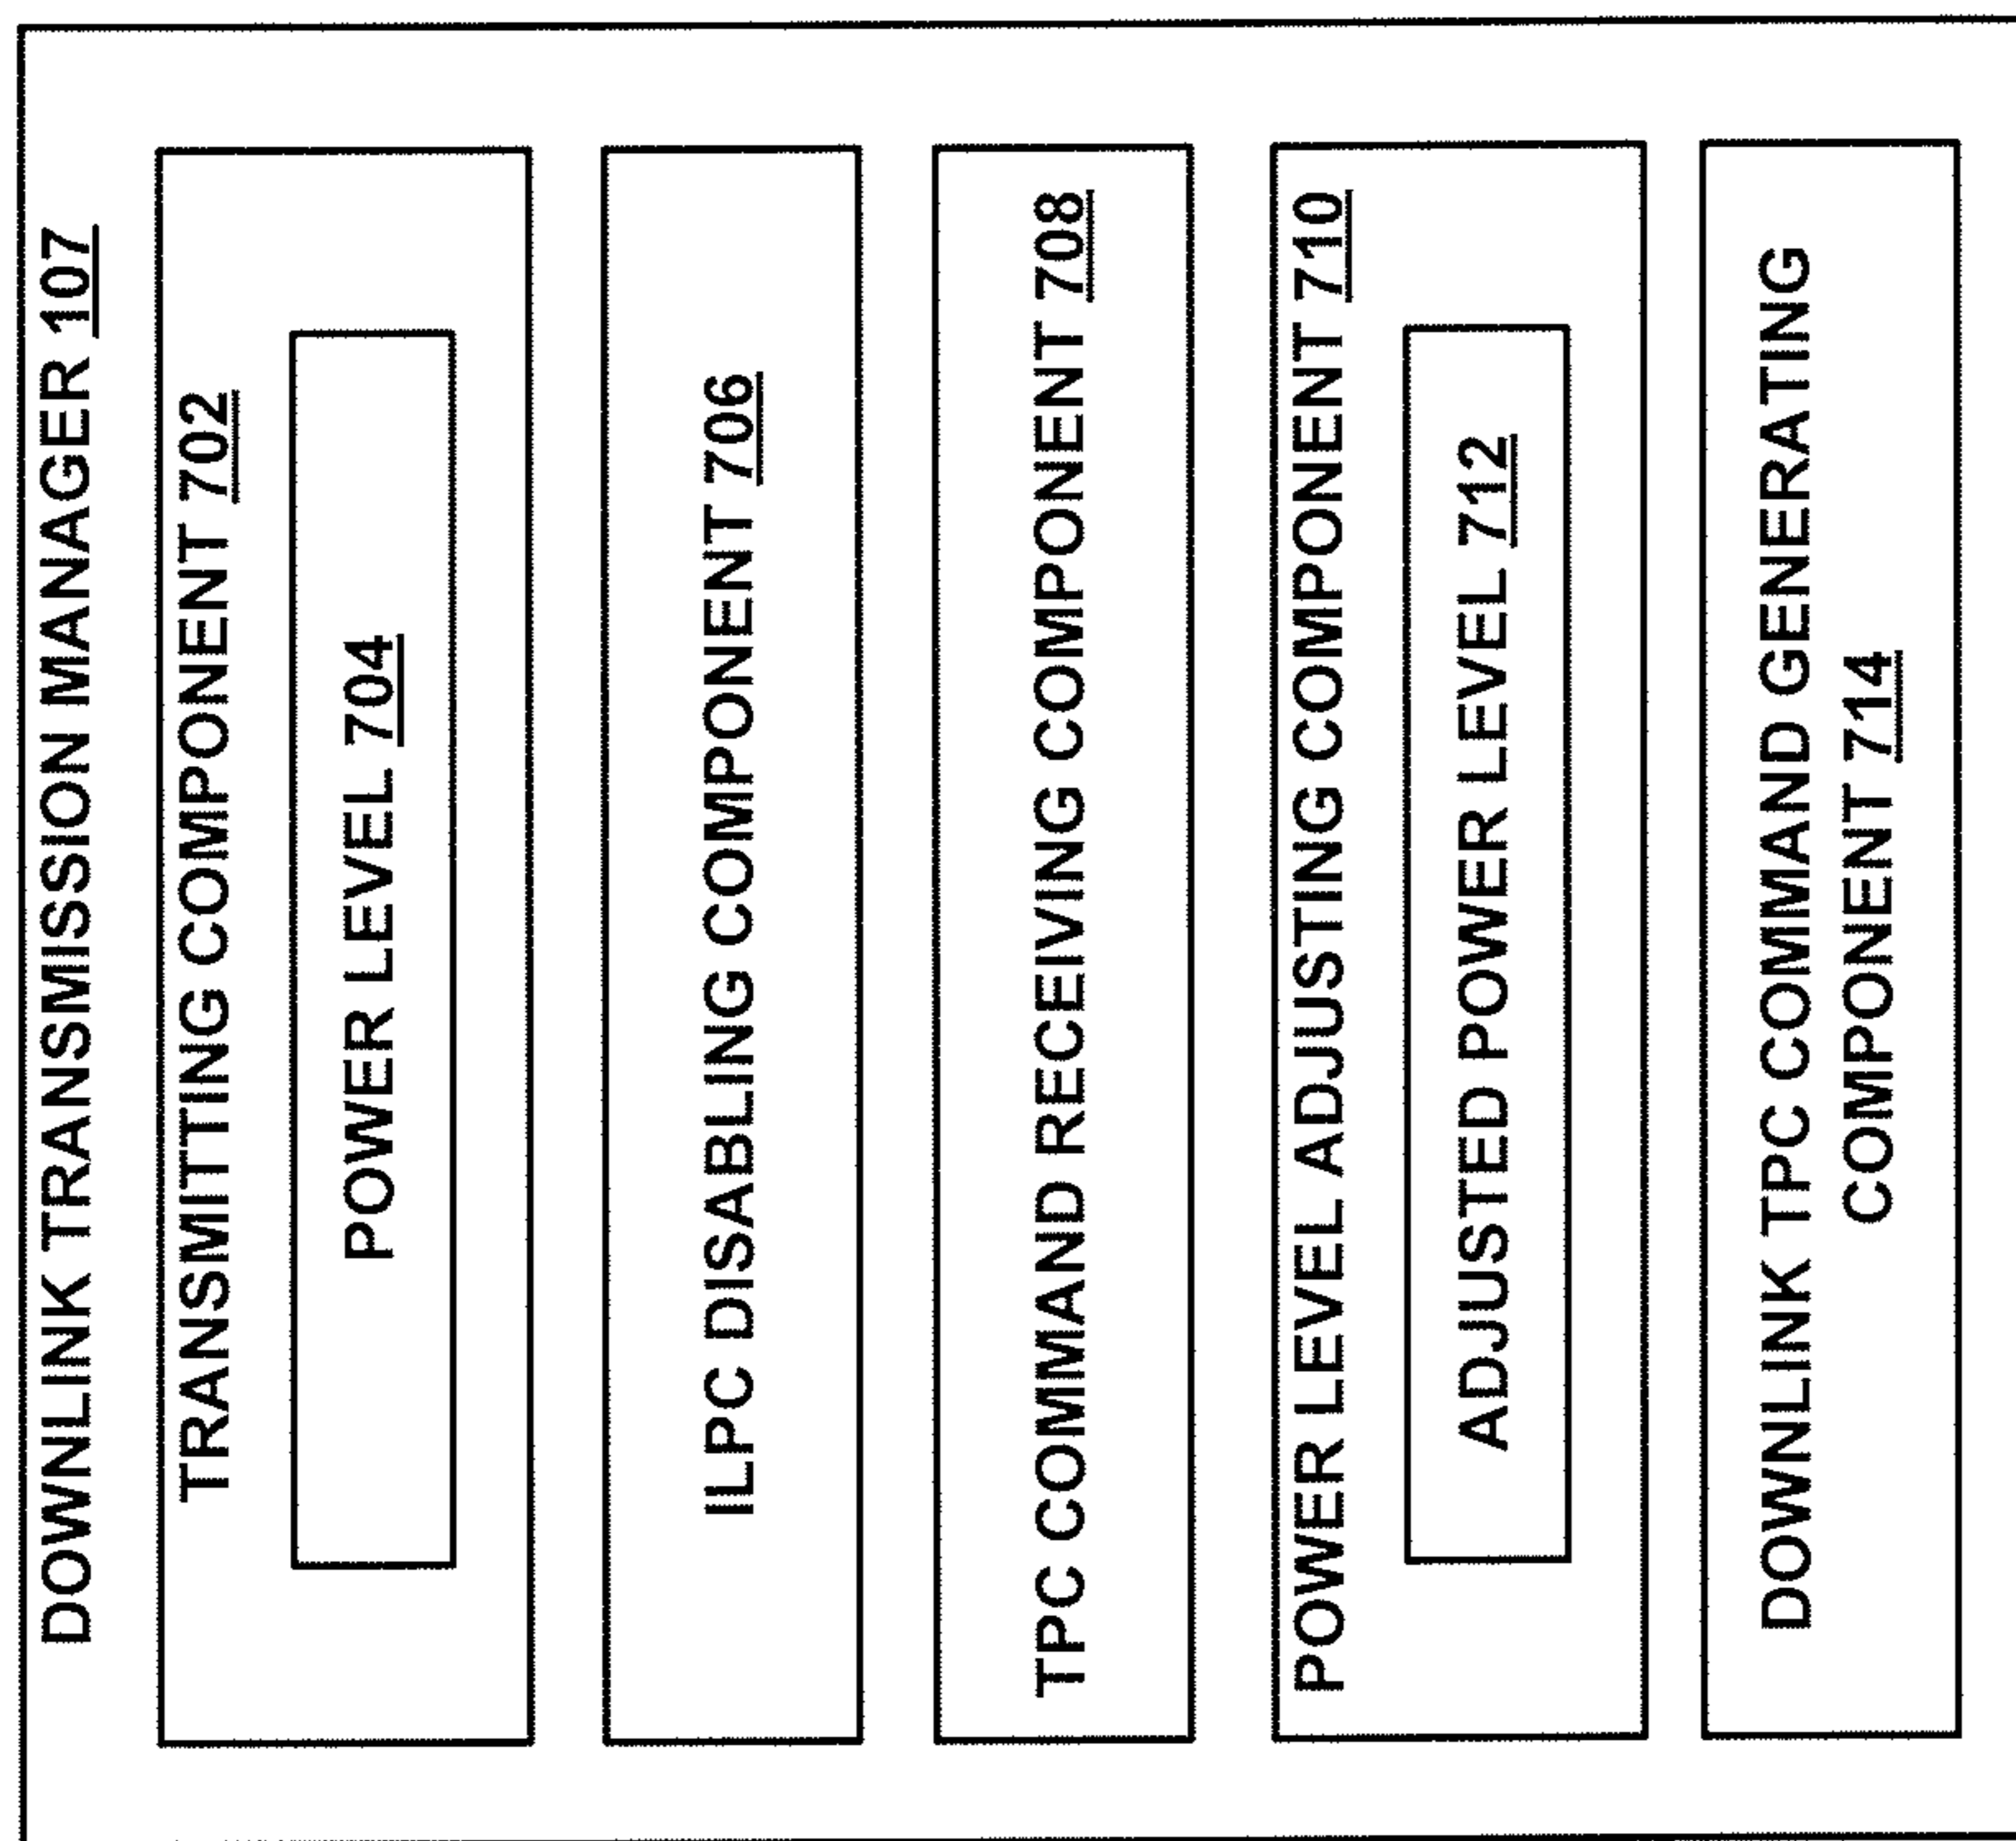 DOWNLINK TRANSMISSION MANAGER 107
TRANSMITTING COMPONENT 702
POWER LEVEL 704
ILPC DISABLING COMPONENT 706
TPC COMMAND RECEIVING COMPONENT 708
POWER LEVEL ADJUSTING COMPONENT 710
ADJUSTED POWER LEVEL 712
DOWNLINK TPC COMMAND GENERATING
COMPONENT 714